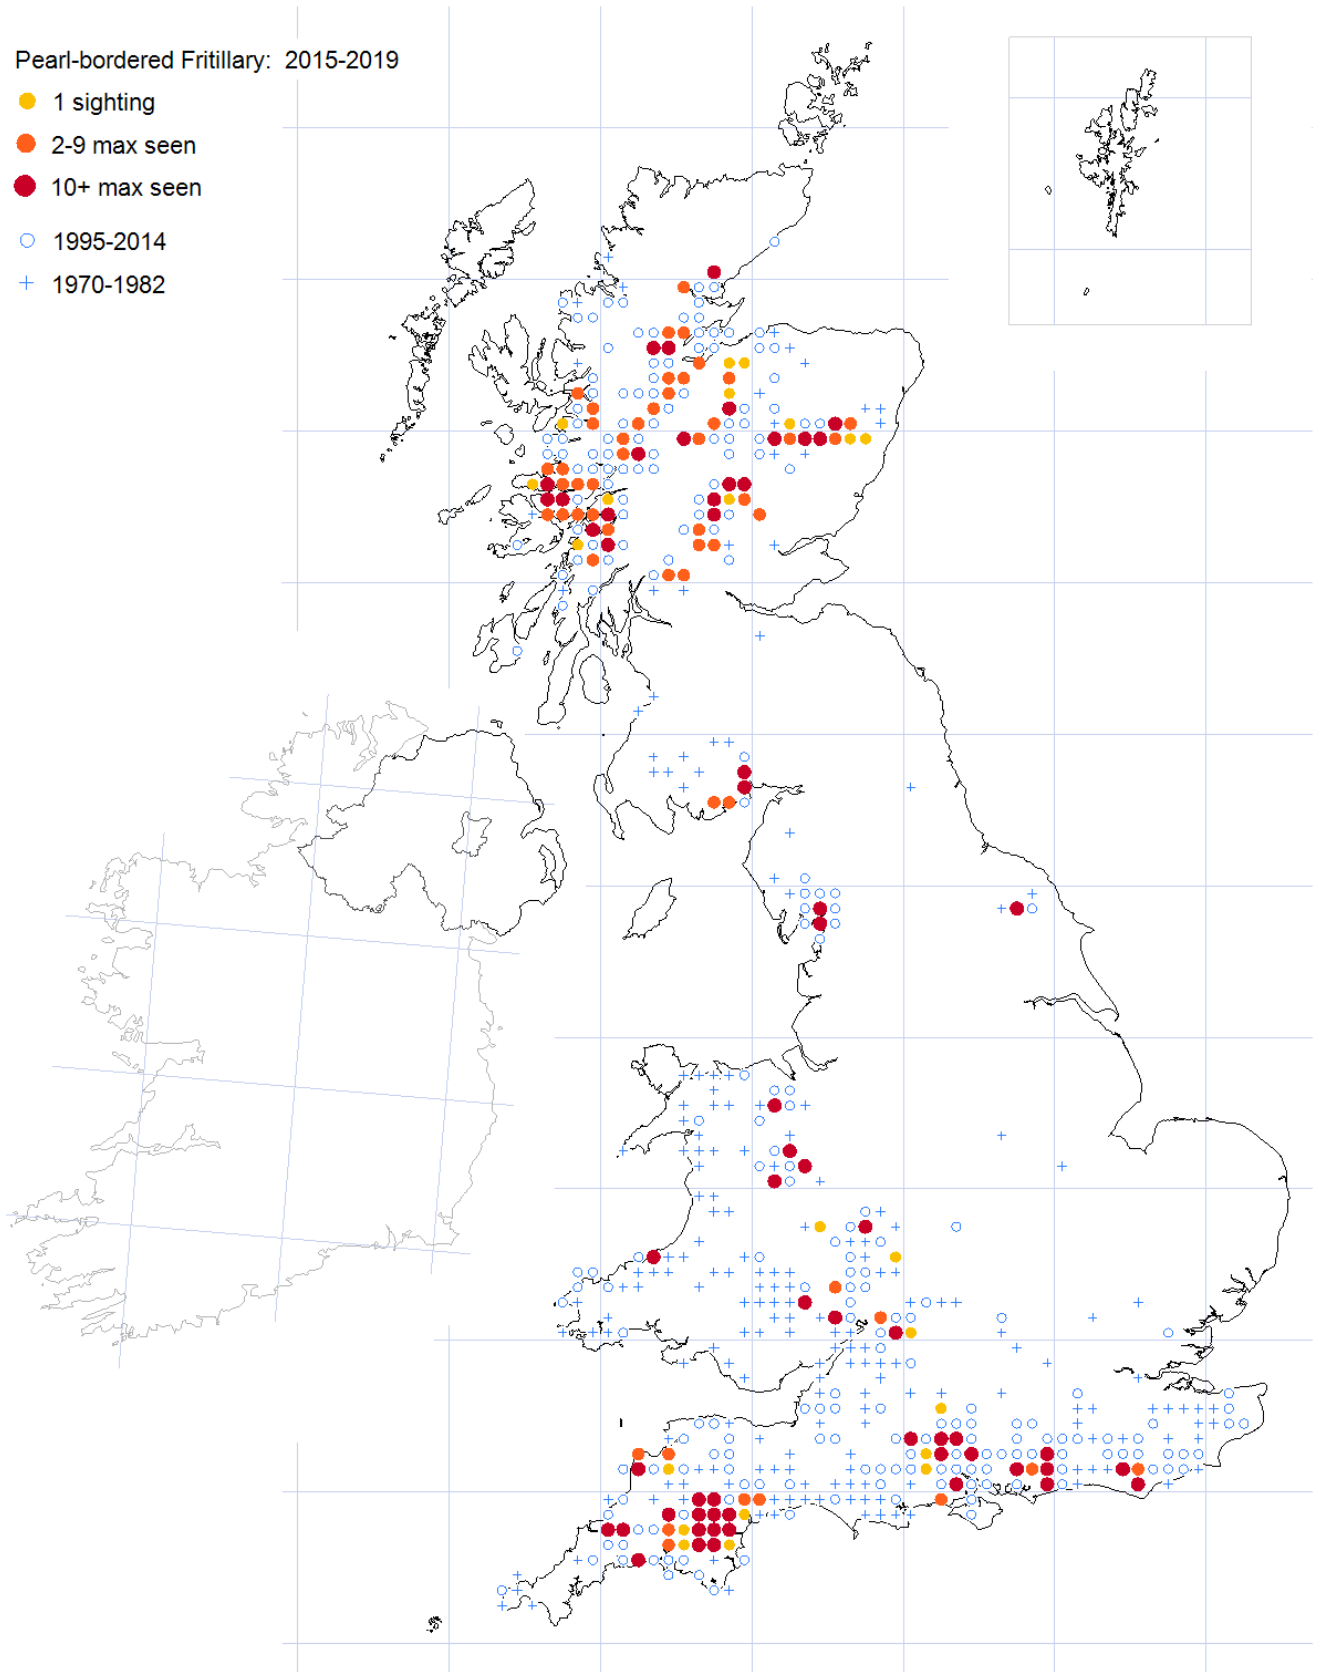 Pearl-bordered Fritillary: 2015-2019
1 sighting
2-9 max seen
10+ max seen
1995-2014
1970-1982